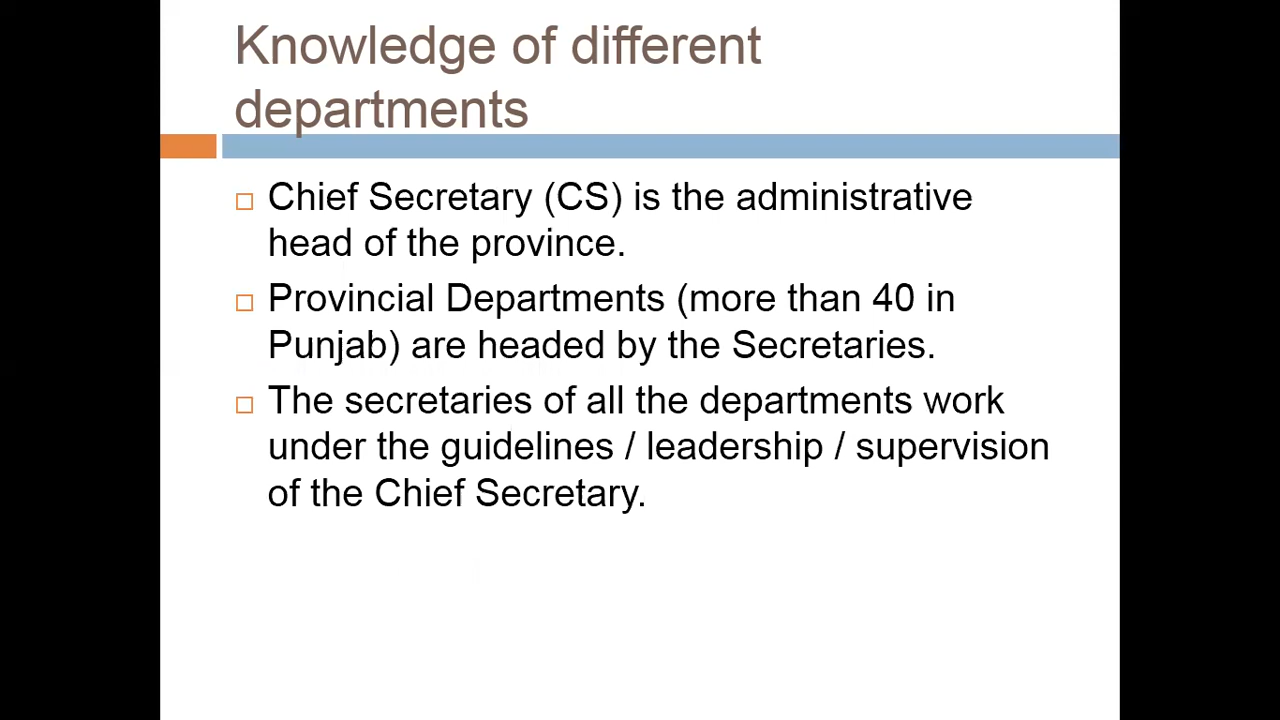 Knowledge of different
departments
Chief Secretary (CS) is the administrative
head of the province.
Provincial Departments (more than 40 in
Punjab) are headed by the Secretaries.
The secretaries of all the departments work
under the guidelines / leadership / supervision
of the Chief Secretary.